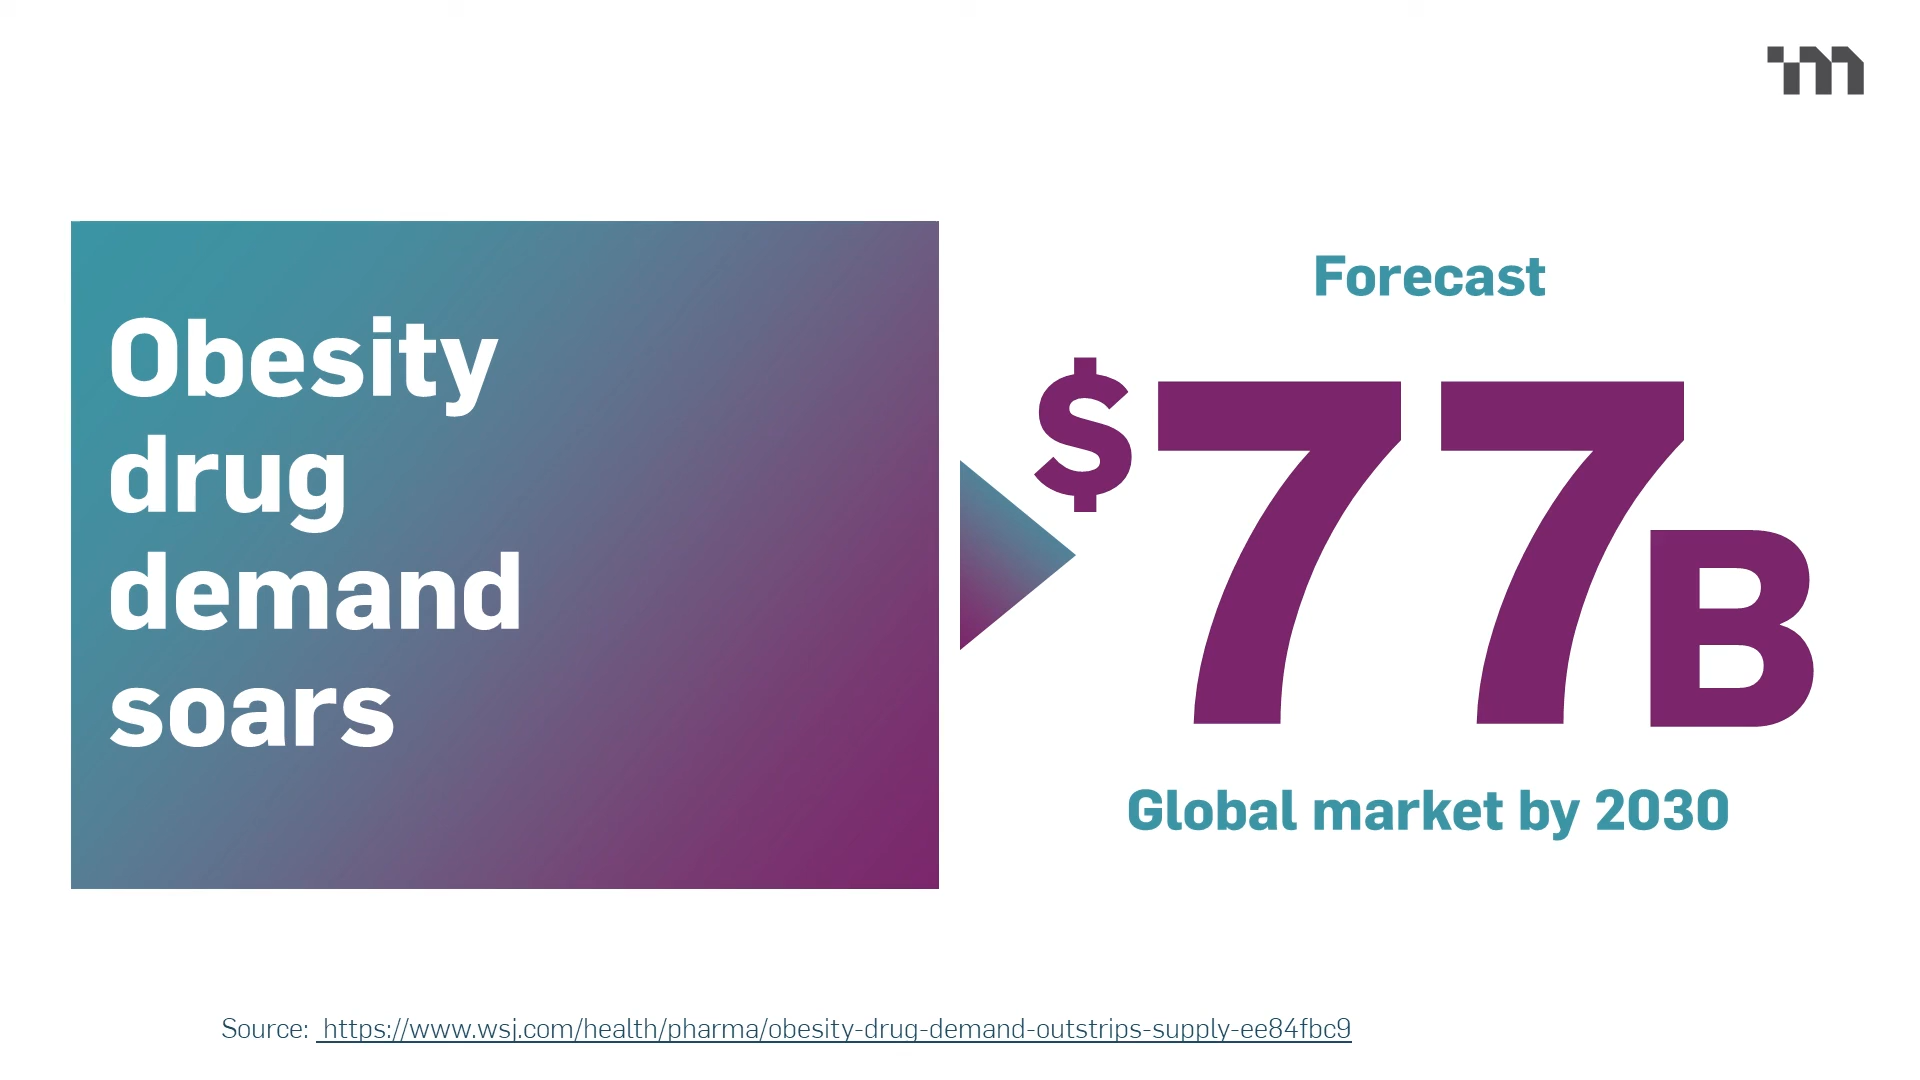 Obesity
drug
demand
soars
Forecast
$77B
Global market by 2030
Source: https://www.wsj.com/health/pharma/obesity-drug-demand-outstrips-supply-ee84fbc9